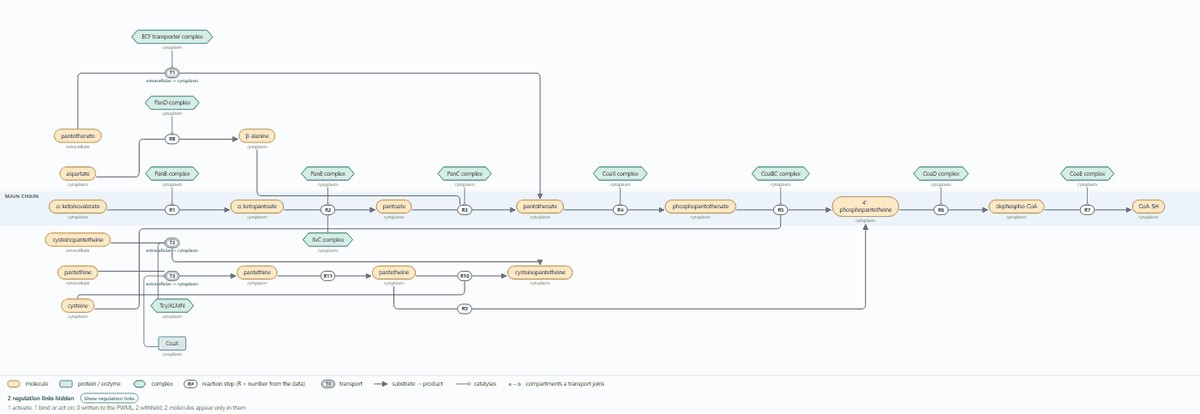 BCF transporter complex
cytoplasm
T1
extracellular → cytoplasm
PanD complex
cytoplasm
pantothenate
extracellular
R8
β-alanine
cytoplasm
aspartate
cytoplasm
PanB complex
cytoplasm
PanE complex
cytoplasm
PanC complex
cytoplasm
CoaX complex
cytoplasm
CoaBC complex
cytoplasm
CoaD complex
cytoplasm
CoaE complex
cytoplasm
MAIN CHAIN
α-ketoisovalerate
cytoplasm
R1
α-ketopantoate
cytoplasm
R2
pantoate
cytoplasm
R3
pantothenate
cytoplasm
R4
phosphopantothenate
cytoplasm
R5
4'-
phosphopantetheine
cytoplasm
R6
dephospho-CoA
cytoplasm
R7
CoA-SH
cytoplasm
cysteinopantetheine
extracellular
T2
extracellular → cytoplasm
IlvC complex
cytoplasm
pantethine
extracellular
T3
extracellular → cytoplasm
pantethine
cytoplasm
R11
pantetheine
cytoplasm
R10
cysteinopantetheine
cytoplasm
cysteine
cytoplasm
TcyJKLMN
cytoplasm
CoaX
cytoplasm
molecule
protein / enzyme
complex
R#
reaction step (R + number from the data)
T#
transport
substrate → product
catalyses
compartments a transport joins
2 regulation links hidden
Show regulation links
1 activate, 1 bind or act on; 0 written to the PWML, 2 withheld; 2 molecules appear only in them